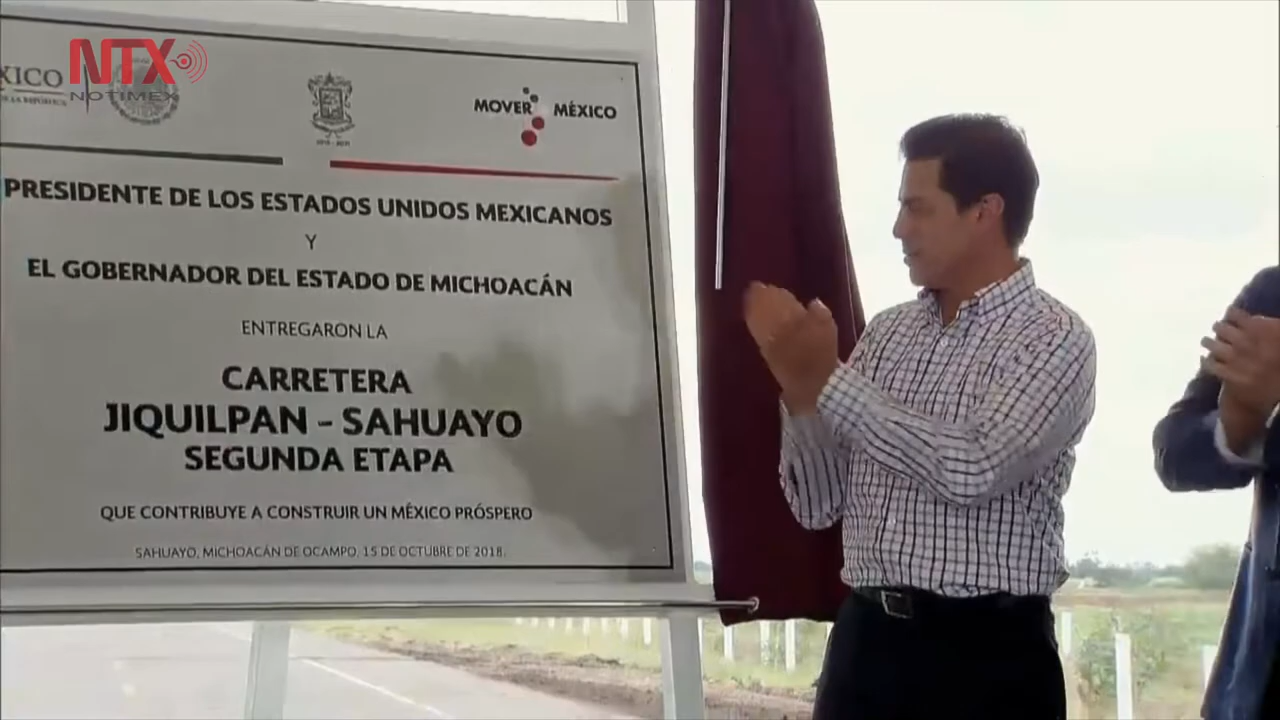 NTX
NOTIMEX
MOVER MÉXICO
PRESIDENTE DE LOS ESTADOS UNIDOS MEXICANOS
Y
EL GOBERNADOR DEL ESTADO DE MICHOACÁN
ENTREGARON LA
CARRETERA
JIQUILPAN - SAHUAYO
SEGUNDA ETAPA
QUE CONTRIBUYE A CONSTRUIR UN MÉXICO PRÓSPERO
SAHUAYO, MICHOACÁN DE OCAMPO, 15 DE OCTUBRE DE 2018.